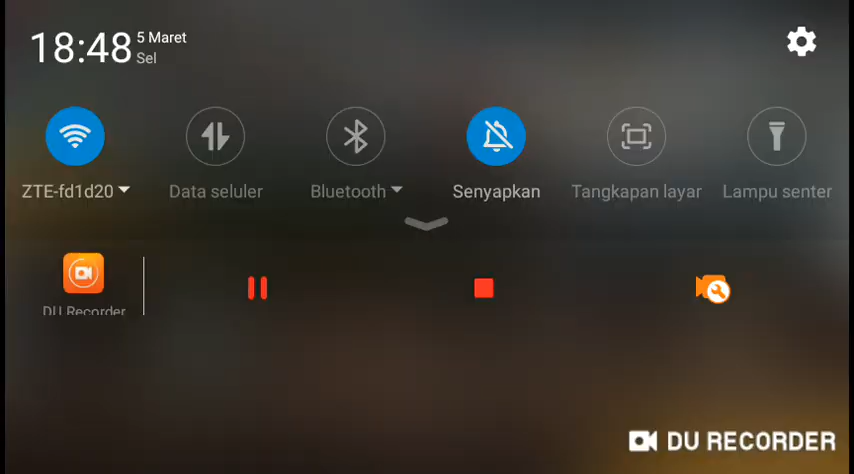 18:48 5 Maret
Sel
ZTE-fd1d20
Data seluler
Bluetooth
Senyapkan
Tangkapan layar
Lampu senter
DU Recorder
DU RECORDER